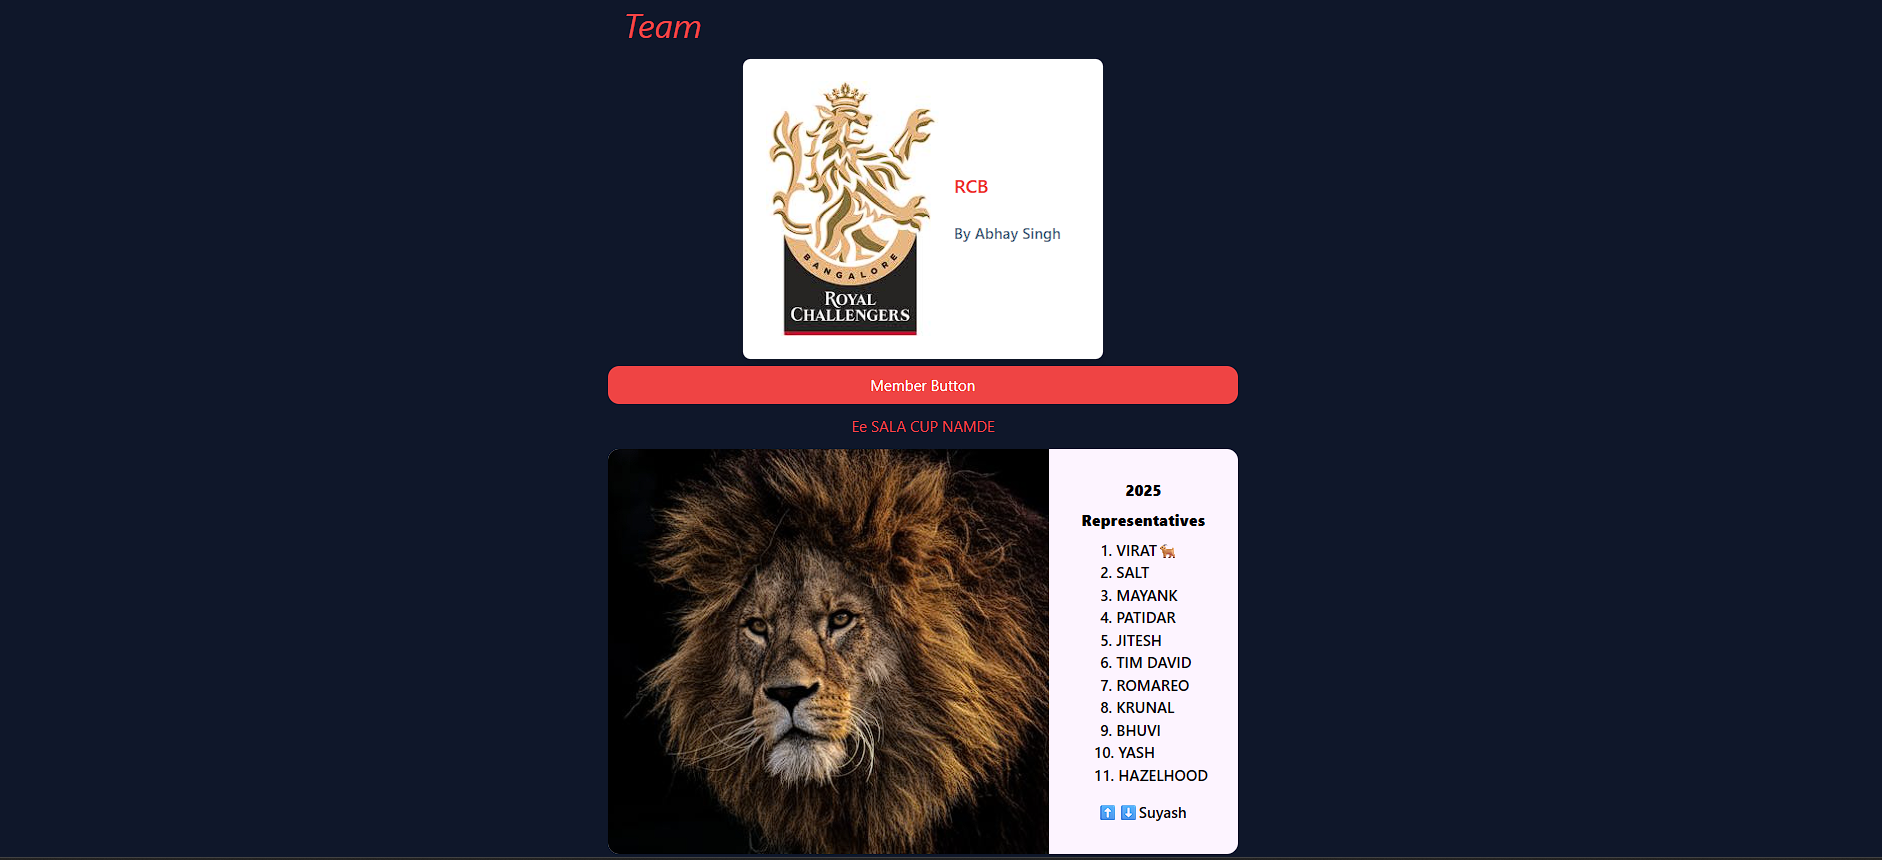 Team
BANGALORE
ROYAL
CHALLENGERS
RCB
By Abhay Singh
Member Button
Ee SALA CUP NAMDE
2025
Representatives
1. VIRAT🐐
2. SALT
3. MAYANK
4. PATIDAR
5. JITESH
6. TIM DAVID
7. ROMAREO
8. KRUNAL
9. BHUVI
10. YASH
11. HAZELHOOD
⬆️ ⬇️ Suyash